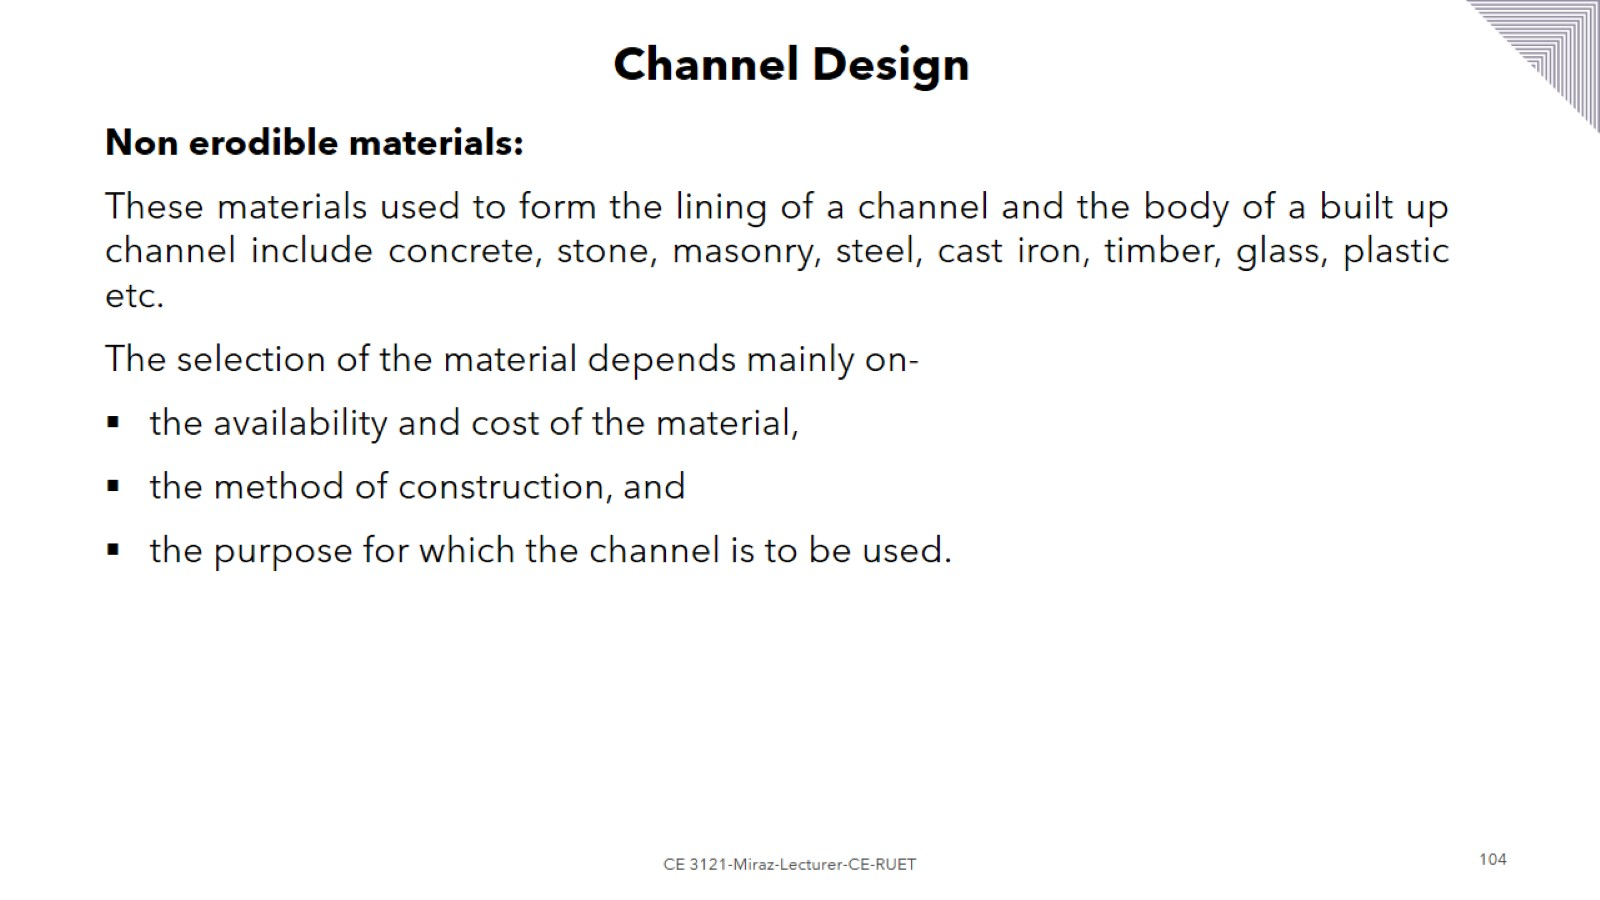 Channel Design
Non erodible materials:
These materials used to form the lining of a channel and the body of a built up
channel include concrete, stone, masonry, steel, cast iron, timber, glass, plastic
etc.
The selection of the material depends mainly on-
▪ the availability and cost of the material,
▪ the method of construction, and
▪ the purpose for which the channel is to be used.
CE 3121-Miraz-Lecturer-CE-RUET
104